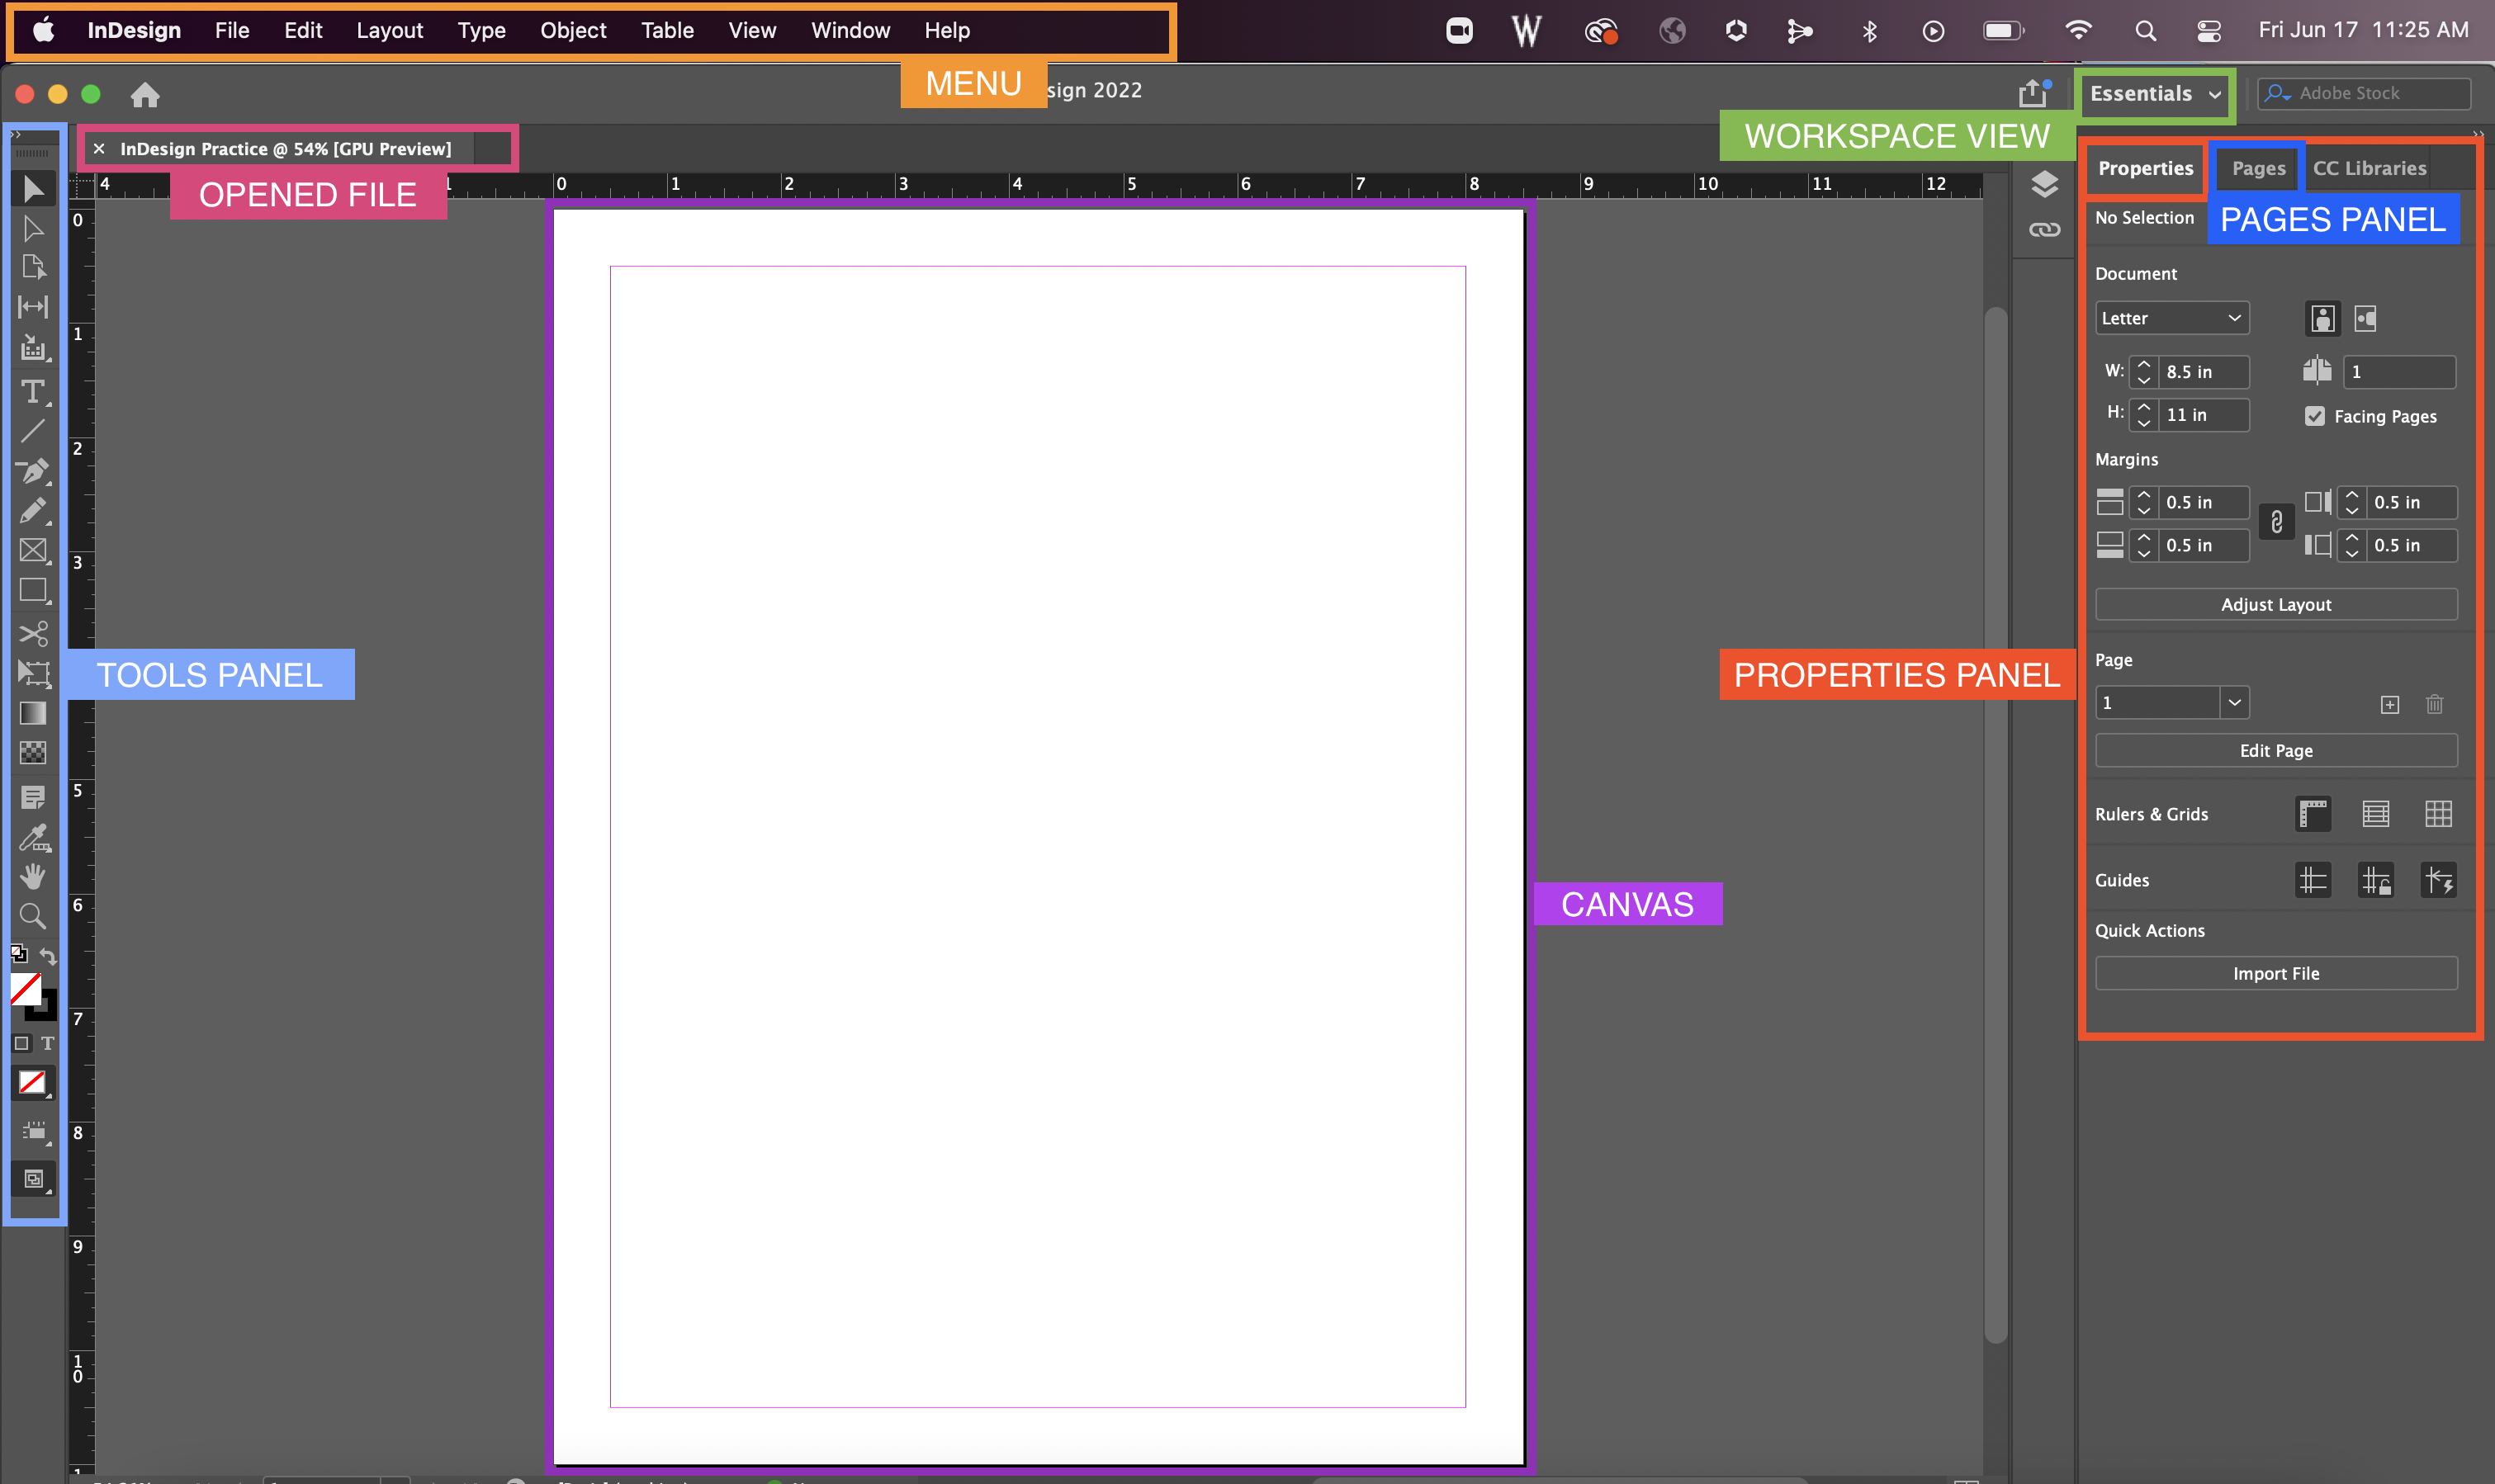 InDesign File Edit Layout Type Object Table View Window Help
Fri Jun 17 11:25 AM
MENU
sign 2022
Essentials
Adobe Stock
WORKSPACE VIEW
× InDesign Practice @ 54% [GPU Preview]
OPENED FILE
Properties Pages CC Libraries
PAGES PANEL
4 1 0 1 2 3 4 5 6 7 8 9 10 11 12
No Selection
Document
Letter
W: 8.5 in 1
H: 11 in Facing Pages
Margins
0.5 in 0.5 in
0.5 in 0.5 in
Adjust Layout
TOOLS PANEL
PROPERTIES PANEL
Page
1
Edit Page
Rulers & Grids
Guides
CANVAS
Quick Actions
Import File
0
1
2
3
5
6
7
8
9
1
0
1